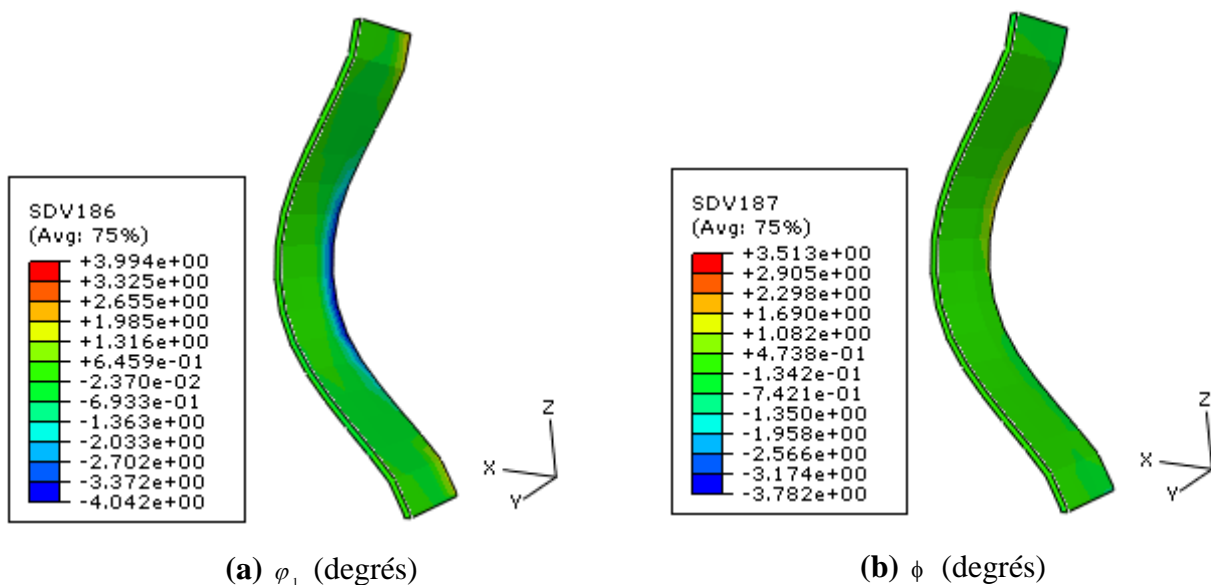 SDV186
(Avg: 75%)
+3.994e+00
+3.325e+00
+2.655e+00
+1.985e+00
+1.316e+00
+6.459e-01
-2.370e-02
-6.933e-01
-1.363e+00
-2.033e+00
-2.702e+00
-3.372e+00
-4.042e+00
Z
X
Y
(a) φ⊥ (degrés)
SDV187
(Avg: 75%)
+3.513e+00
+2.905e+00
+2.298e+00
+1.690e+00
+1.082e+00
+4.738e-01
-1.342e-01
-7.421e-01
-1.350e+00
-1.958e+00
-2.566e+00
-3.174e+00
-3.782e+00
Z
X
Y
(b) ϕ (degrés)